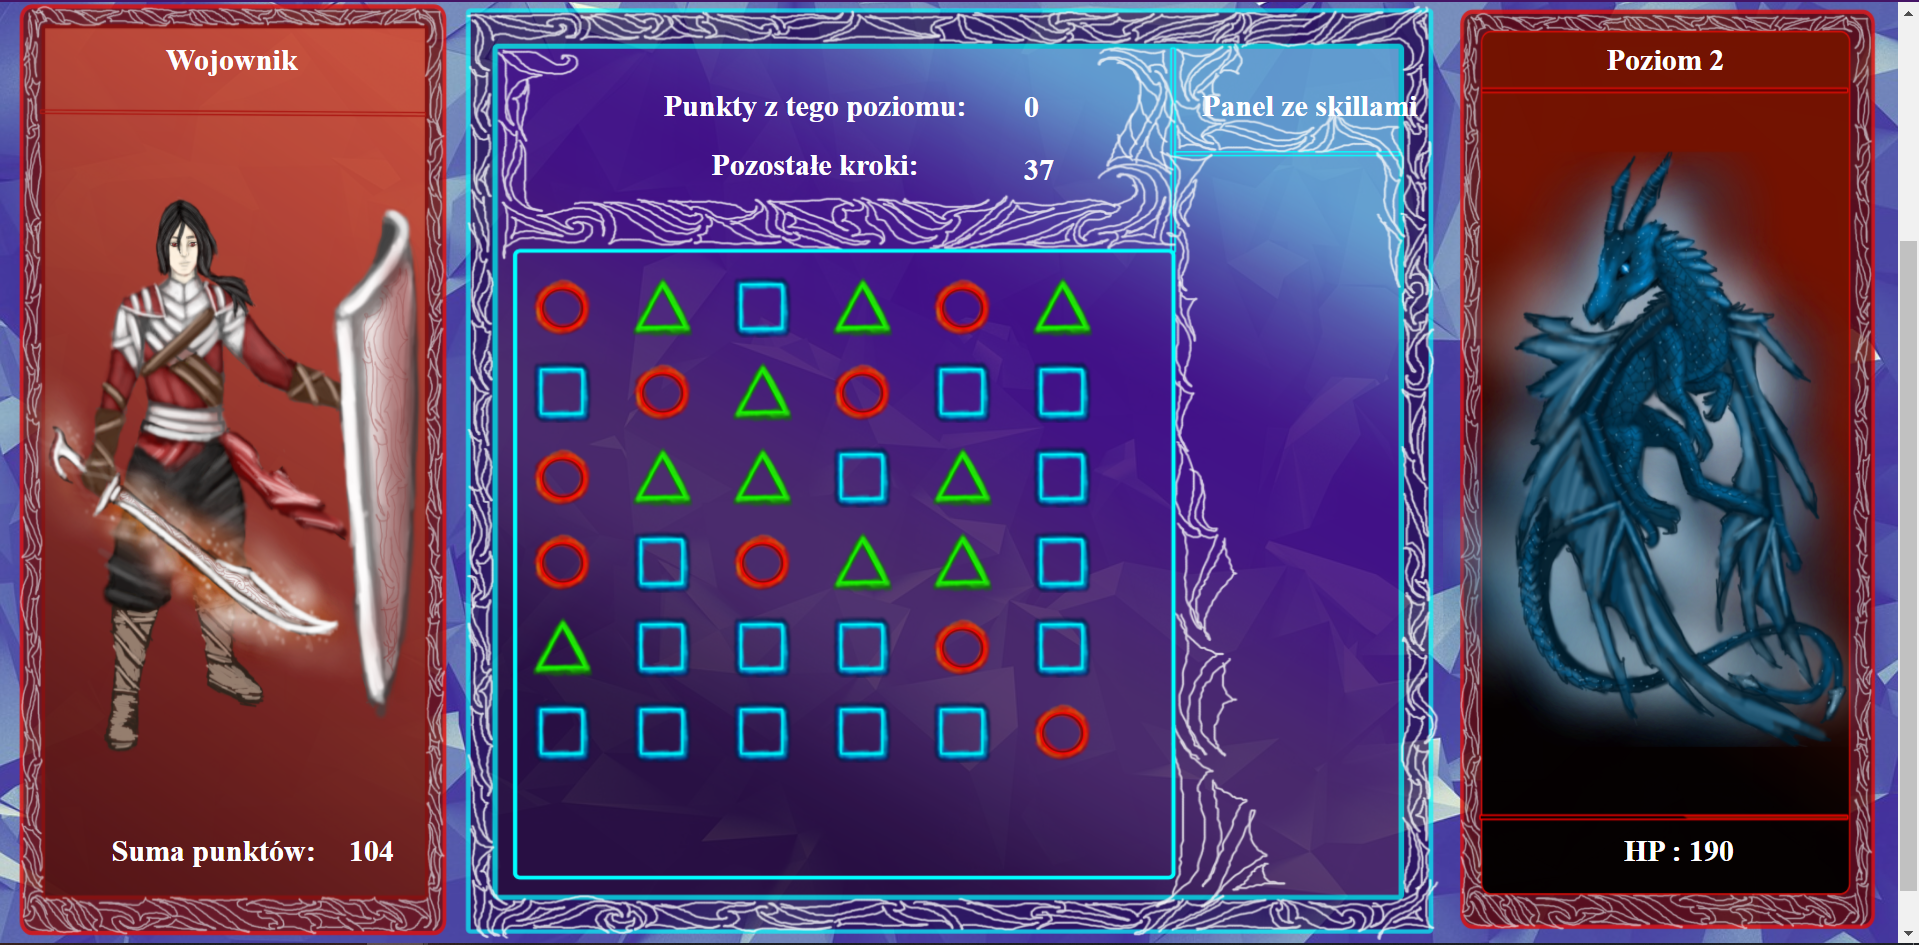 Wojownik
Suma punktów: 104
Punkty z tego poziomu: 0
Pozostałe kroki: 37
Panel ze skillami
Poziom 2
HP : 190